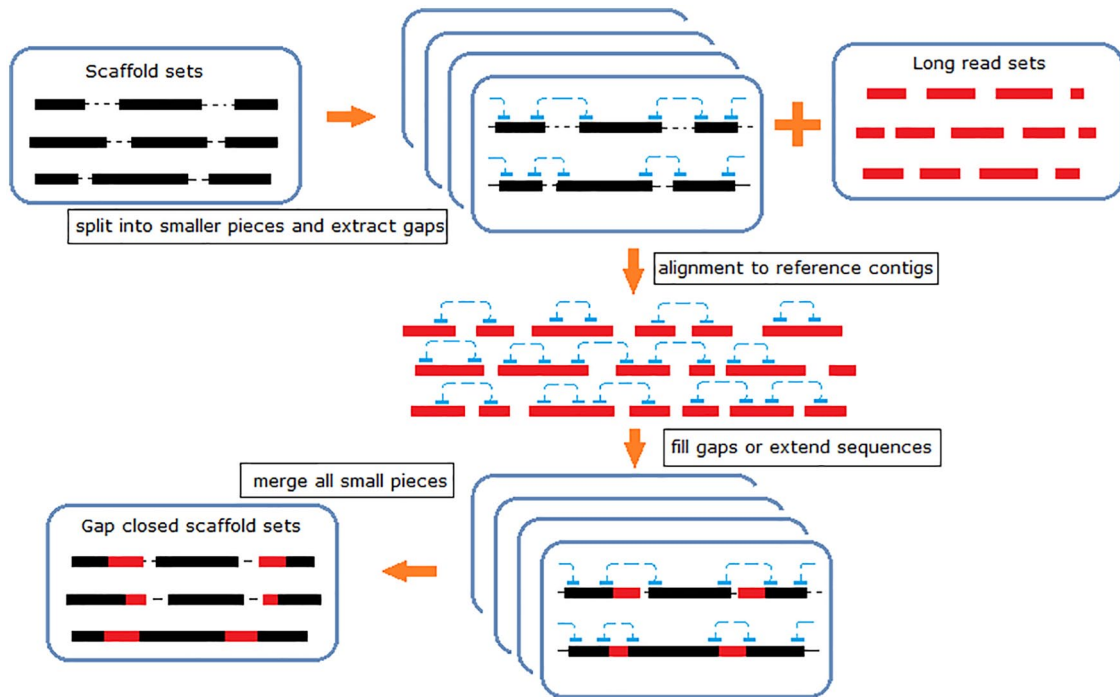 Scaffold sets
Long read sets
split into smaller pieces and extract gaps
alignment to reference contigs
fill gaps or extend sequences
merge all small pieces
Gap closed scaffold sets